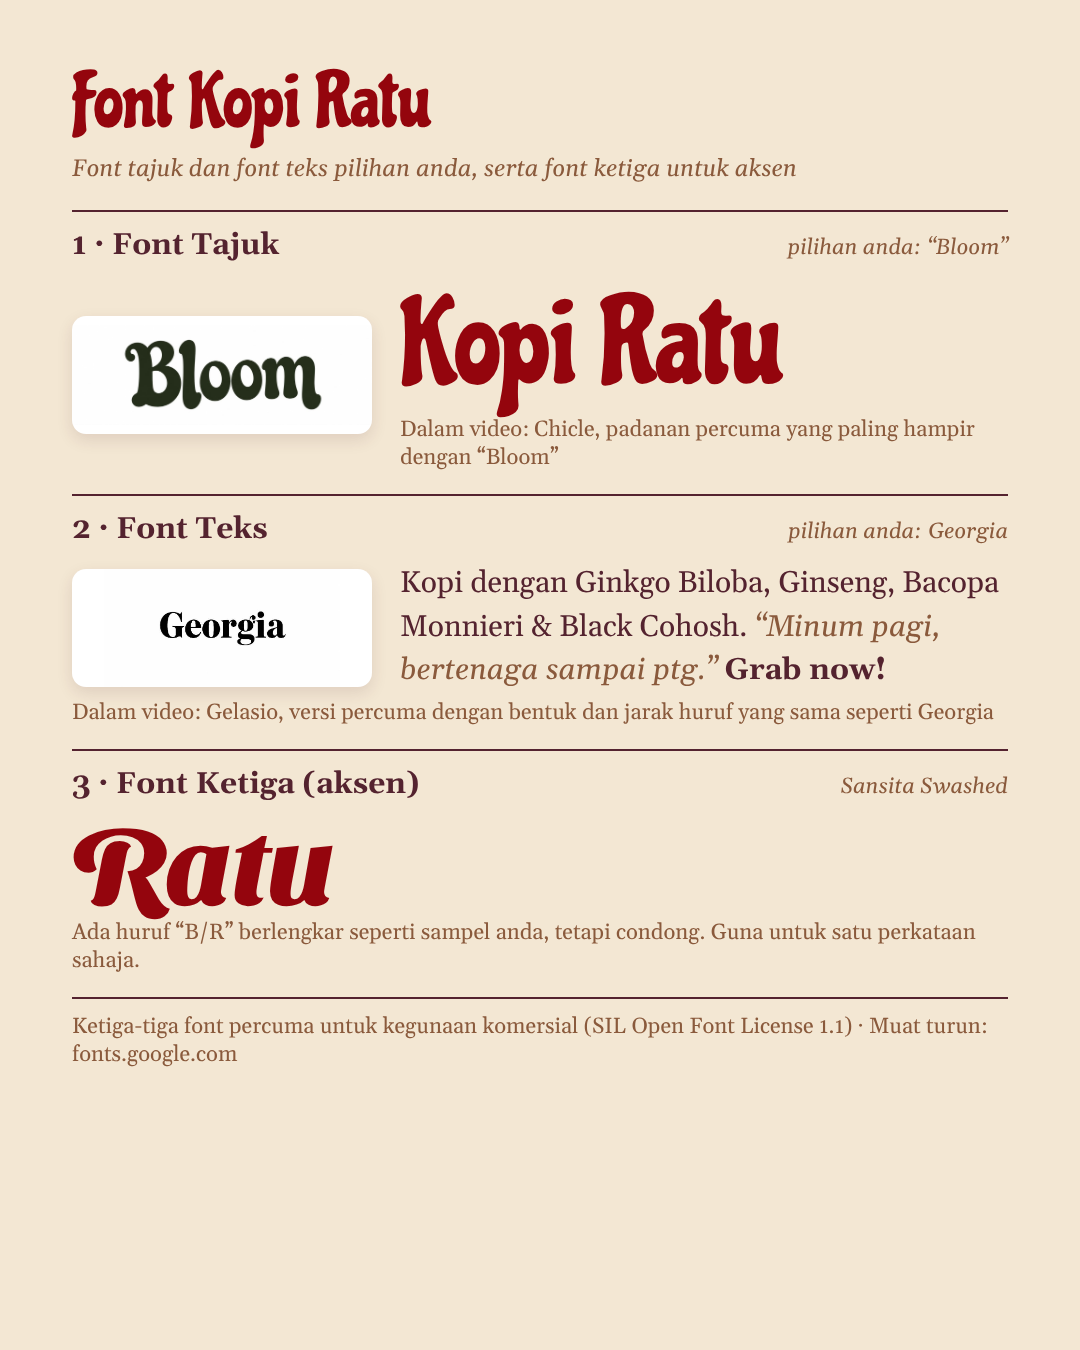 Font Kopi Ratu
Font tajuk dan font teks pilihan anda, serta font ketiga untuk aksen
1 · Font Tajuk
pilihan anda: “Bloom”
Bloom
Kopi Ratu
Dalam video: Chicle, padanan percuma yang paling hampir
dengan “Bloom”
2 · Font Teks
pilihan anda: Georgia
Georgia
Kopi dengan Ginkgo Biloba, Ginseng, Bacopa
Monnieri & Black Cohosh. “Minum pagi,
bertenaga sampai ptg.” Grab now!
Dalam video: Gelasio, versi percuma dengan bentuk dan jarak huruf yang sama seperti Georgia
3 · Font Ketiga (aksen)
Sansita Swashed
Ratu
Ada huruf “B/R” berlengkar seperti sampel anda, tetapi condong. Guna untuk satu perkataan
sahaja.
Ketiga-tiga font percuma untuk kegunaan komersial (SIL Open Font License 1.1) · Muat turun:
fonts.google.com